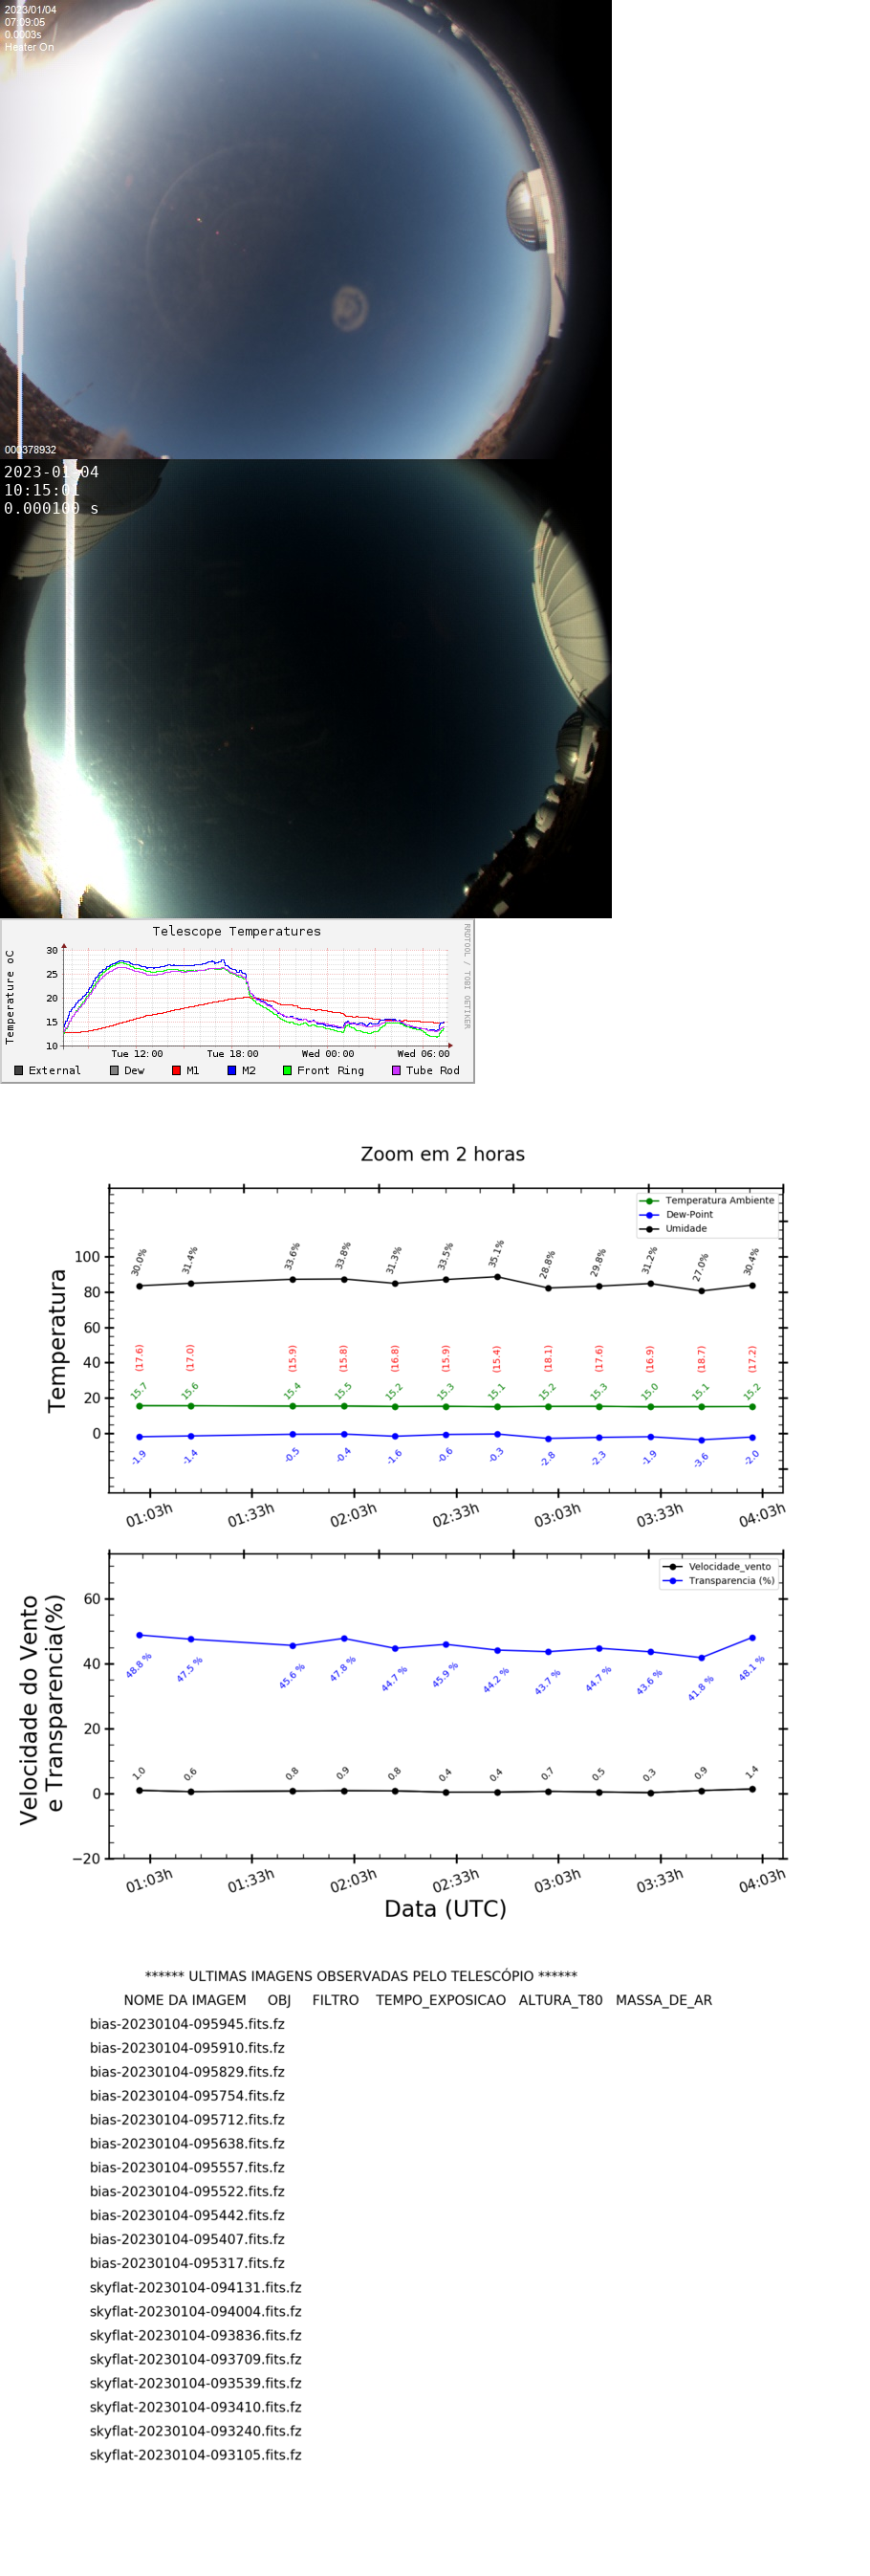 2023/01/04
07:09:05
0.0003s
Heater On
000378932
2023-01-04
10:15:01
0.000100 s
Telescope Temperatures
RRDTOOL / TOBI OETIKER
Temperature oC
30
25
20
15
10
Tue 12:00 Tue 18:00 Wed 00:00 Wed 06:00
External Dew M1 M2 Front Ring Tube Rod
Zoom em 2 horas
Temperatura Ambiente
Dew-Point
Umidade
Temperatura
100
80
60
40
20
0
30.0% 31.4% 33.6% 33.8% 31.3% 33.5% 35.1% 28.8% 29.8% 31.2% 27.0% 30.4%
(17.6) (17.0) (15.9) (15.8) (16.8) (15.9) (15.4) (18.1) (17.6) (16.9) (18.7) (17.2)
15.7 15.6 15.4 15.5 15.2 15.3 15.1 15.2 15.3 15.0 15.1 15.2
-1.9 -1.4 -0.5 -0.4 -1.6 -0.6 -0.3 -2.8 -2.3 -1.9 -3.6 -2.0
01:03h 01:33h 02:03h 02:33h 03:03h 03:33h 04:03h
Velocidade_vento
Transparencia (%)
Velocidade do Vento
e Transparencia(%)
60
40
20
0
−20
48.8 % 47.5 % 45.6 % 47.8 % 44.7 % 45.9 % 44.2 % 43.7 % 44.7 % 43.6 % 41.8 % 48.1 %
1.0 0.6 0.8 0.9 0.8 0.4 0.4 0.7 0.5 0.3 0.9 1.4
01:03h 01:33h 02:03h 02:33h 03:03h 03:33h 04:03h
Data (UTC)
****** ULTIMAS IMAGENS OBSERVADAS PELO TELESCÓPIO ******
NOME DA IMAGEM OBJ FILTRO TEMPO_EXPOSICAO ALTURA_T80 MASSA_DE_AR
bias-20230104-095945.fits.fz
bias-20230104-095910.fits.fz
bias-20230104-095829.fits.fz
bias-20230104-095754.fits.fz
bias-20230104-095712.fits.fz
bias-20230104-095638.fits.fz
bias-20230104-095557.fits.fz
bias-20230104-095522.fits.fz
bias-20230104-095442.fits.fz
bias-20230104-095407.fits.fz
bias-20230104-095317.fits.fz
skyflat-20230104-094131.fits.fz
skyflat-20230104-094004.fits.fz
skyflat-20230104-093836.fits.fz
skyflat-20230104-093709.fits.fz
skyflat-20230104-093539.fits.fz
skyflat-20230104-093410.fits.fz
skyflat-20230104-093240.fits.fz
skyflat-20230104-093105.fits.fz